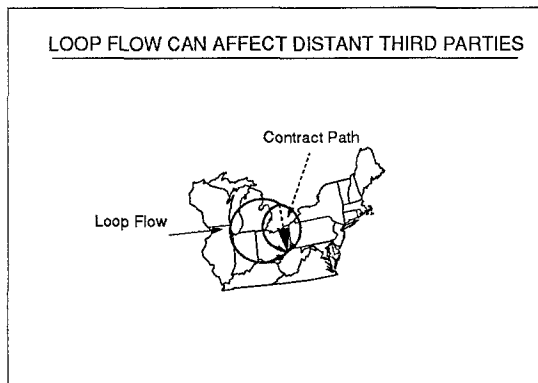 LOOP FLOW CAN AFFECT DISTANT THIRD PARTIES
Contract Path
Loop Flow